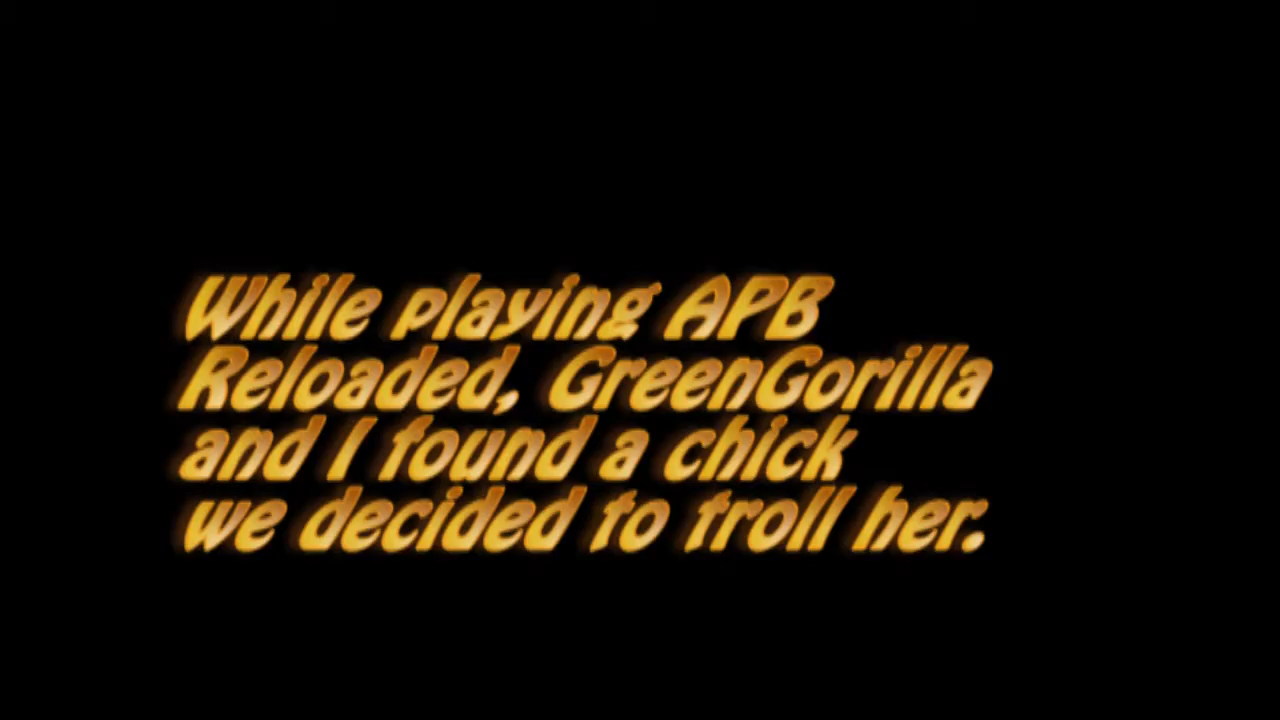 While playing APB
Reloaded, GreenGorilla
and I found a chick
we decided to troll her.